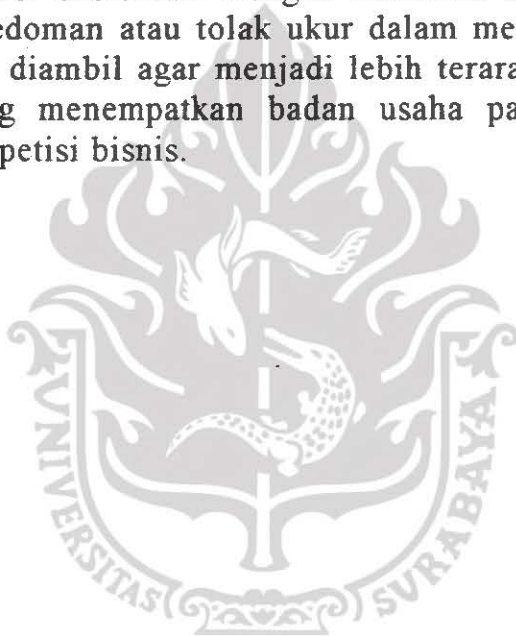 edoman atau tolak ukur dalam me
diambil agar menjadi lebih terara
g menempatkan badan usaha pa
petisi bisnis.
UNIVERSITAS SURABAYA